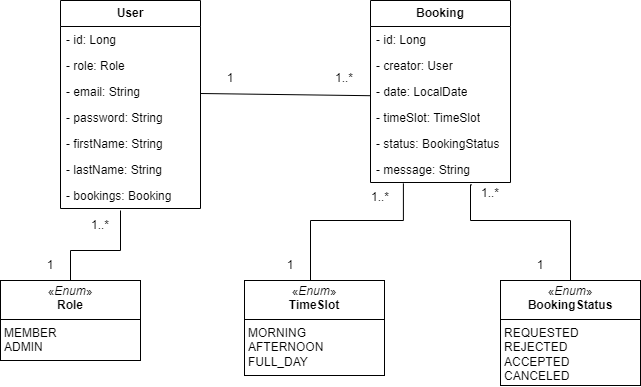 User
- id: Long
- role: Role
- email: String
- password: String
- firstName: String
- lastName: String
- bookings: Booking
Booking
- id: Long
- creator: User
- date: LocalDate
- timeSlot: TimeSlot
- status: BookingStatus
- message: String
1
1..*
1..*
1
1..*
1
1..*
1
«Enum»
Role
MEMBER
ADMIN
«Enum»
TimeSlot
MORNING
AFTERNOON
FULL_DAY
«Enum»
BookingStatus
REQUESTED
REJECTED
ACCEPTED
CANCELED